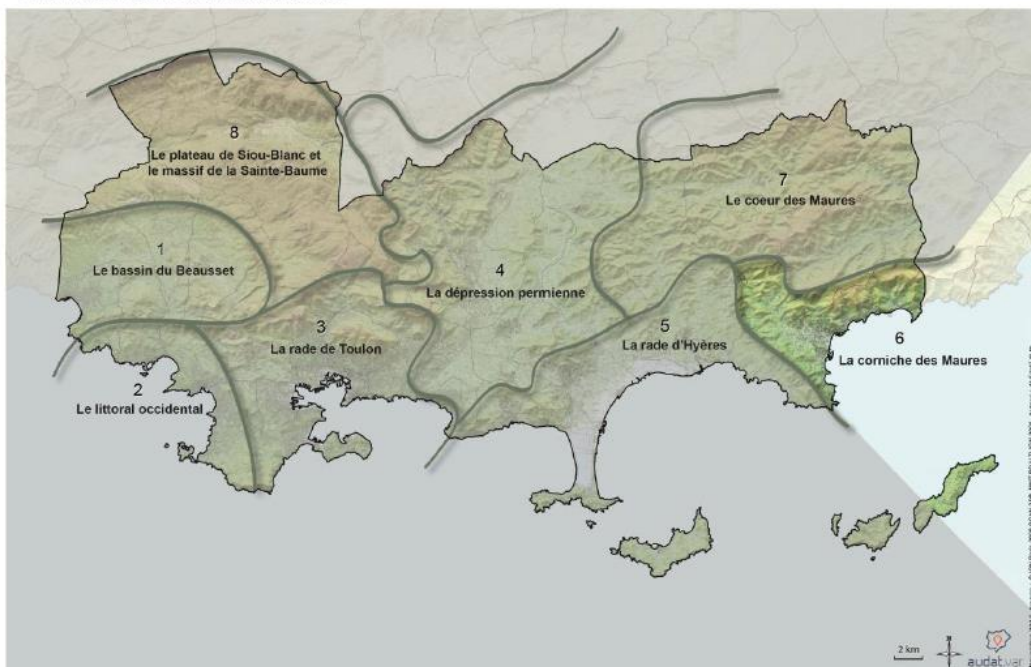 8
Le plateau de Siou-Blanc et
le massif de la Sainte-Baume
7
Le coeur des Maures
1
Le bassin du Beausset
4
La dépression permienne
3
La rade de Toulon
5
La rade d'Hyères
6
La corniche des Maures
2
Le littoral occidental
2 km
N
audat.var